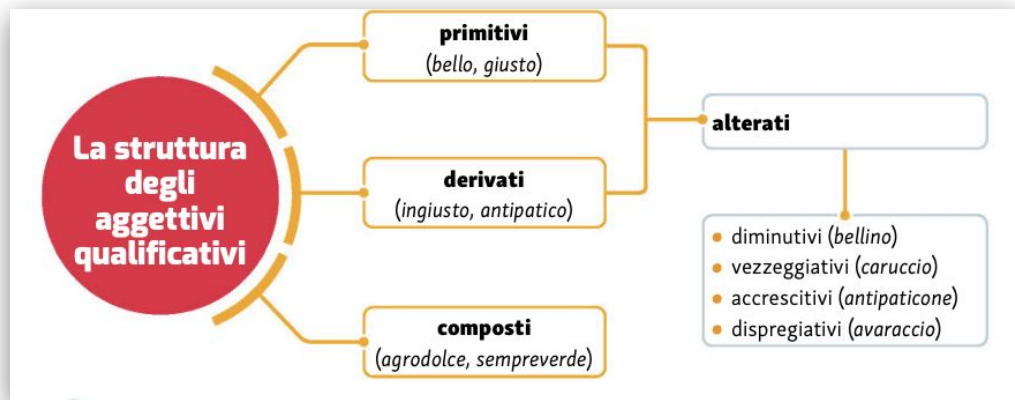 La struttura
degli
aggettivi
qualificativi
primitivi
(bello, giusto)
derivati
(ingiusto, antipatico)
composti
(agrodolce, sempreverde)
alterati
• diminutivi (bellino)
• vezzeggiativi (caruccio)
• accrescitivi (antipaticone)
• dispregiativi (avaraccio)